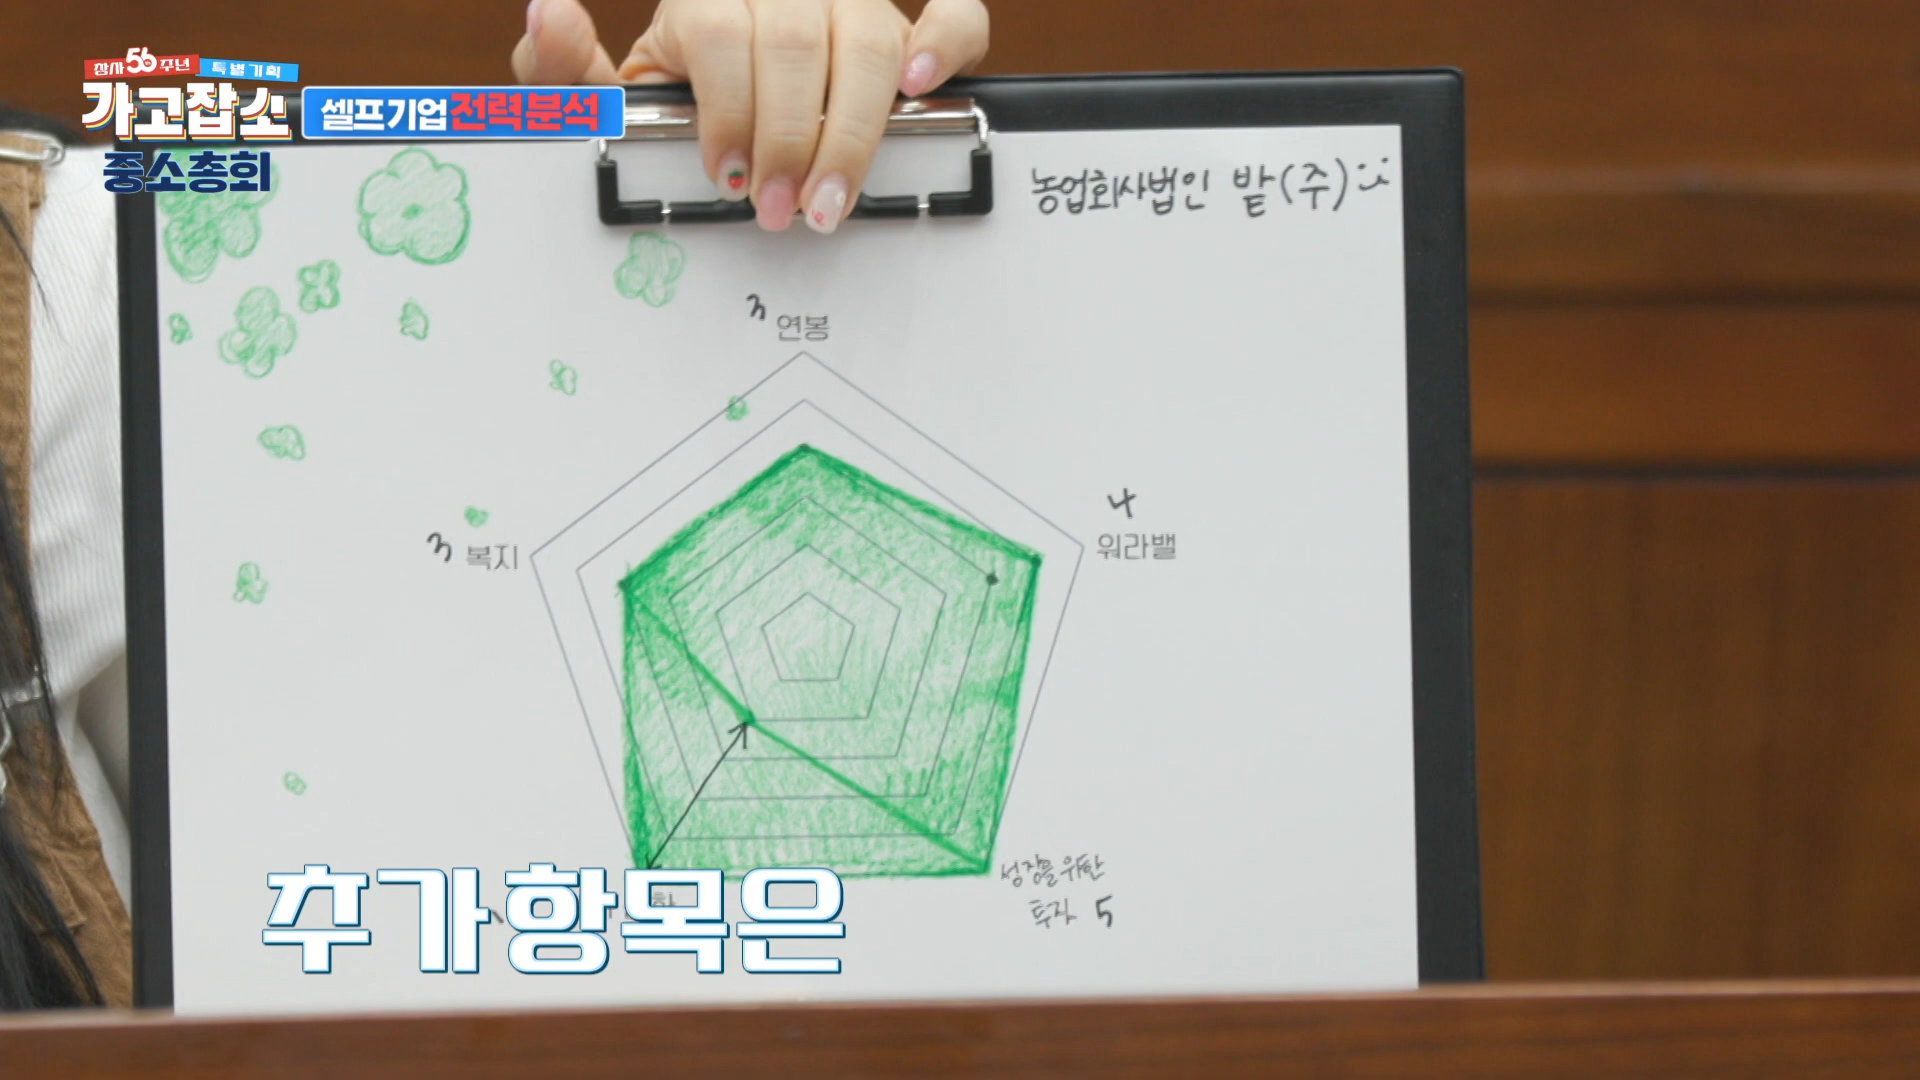 창사 56 주년 특별기획
가고잡소
중소총회
셀프기업 전력분석
농업회사법인 밭(주)
3 연봉
4
워라밸
3 복지
성장을 위한
투자 5
추가 항목은